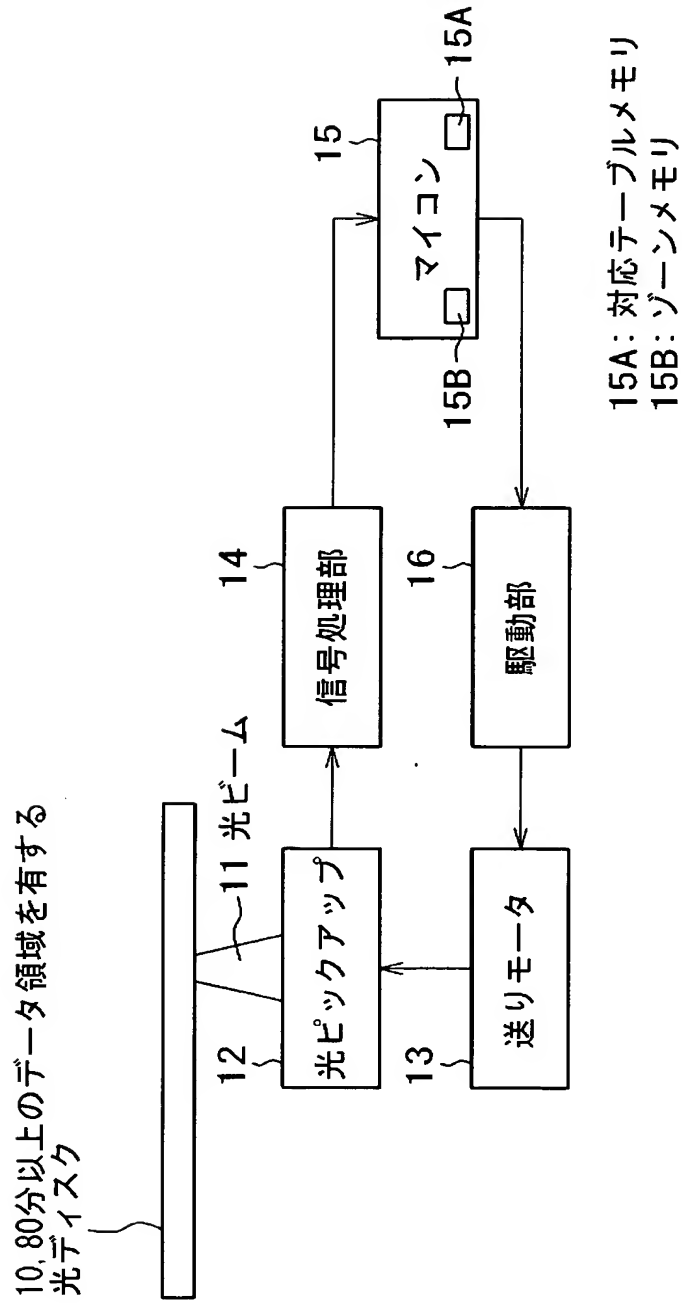 10,80分以上のデータ領域を有する
光ディスク
11 光ビーム
12
光ピックアップ
14
信号処理部
15
マイコン
15B
15A
13
送りモータ
16
駆動部
15A: 対応テーブルメモリ
15B: ゾーンメモリ